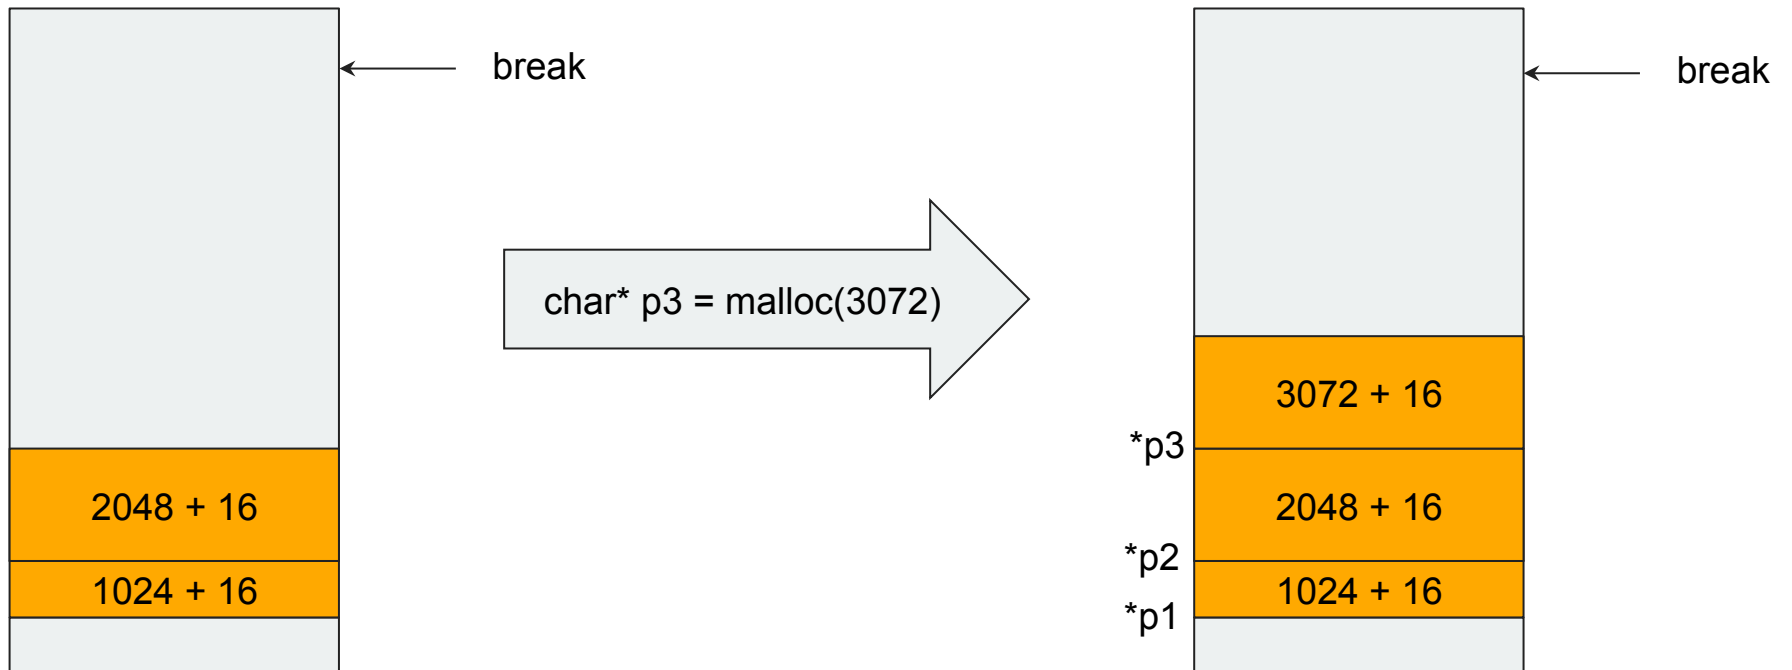 break
2048 + 16
1024 + 16
char* p3 = malloc(3072)
break
3072 + 16
*p3
2048 + 16
*p2
1024 + 16
*p1